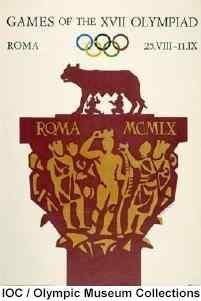 GAMES OF THE XVII OLYMPIAD
ROMA 25.VIII-11.IX
ROMA MCMLX
IOC / Olympic Museum Collections